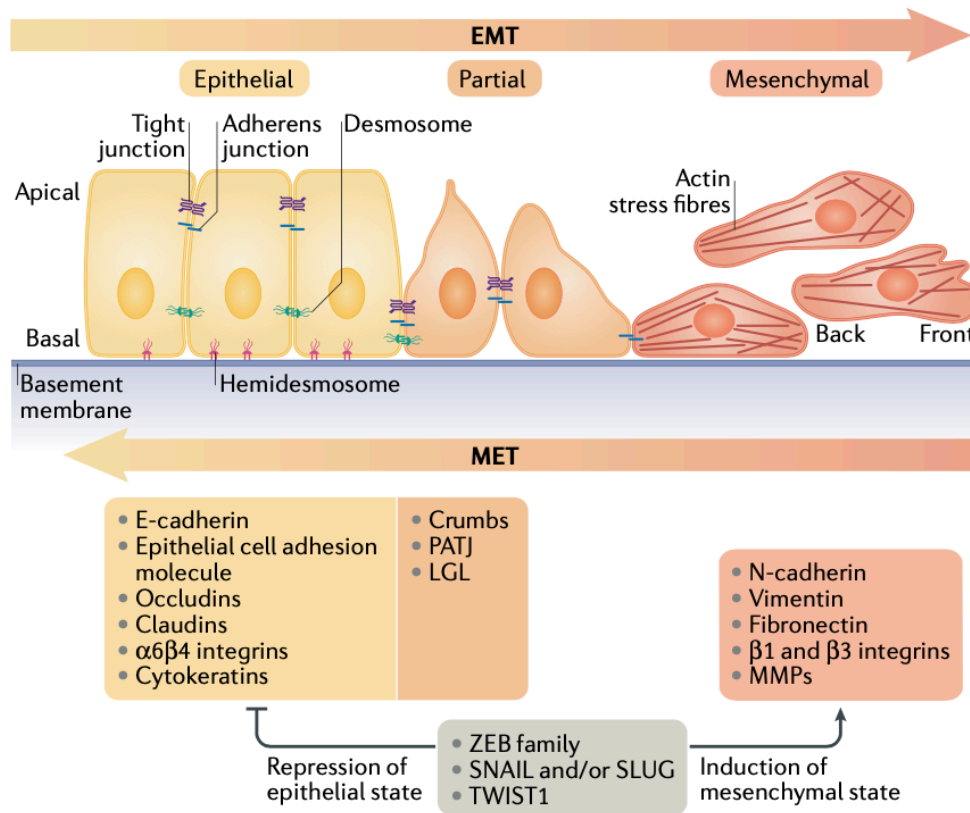 EMT
Epithelial
Partial
Mesenchymal
Tight
junction
Adherens
junction
Desmosome
Apical
Actin
stress fibres
Basal
Back
Front
Basement
membrane
Hemidesmosome
MET
• E-cadherin
• Epithelial cell adhesion
molecule
• Occludins
• Claudins
• α6β4 integrins
• Cytokeratins
• Crumbs
• PATJ
• LGL
• N-cadherin
• Vimentin
• Fibronectin
• β1 and β3 integrins
• MMPs
Repression of
epithelial state
• ZEB family
• SNAIL and/or SLUG
• TWIST1
Induction of
mesenchymal state